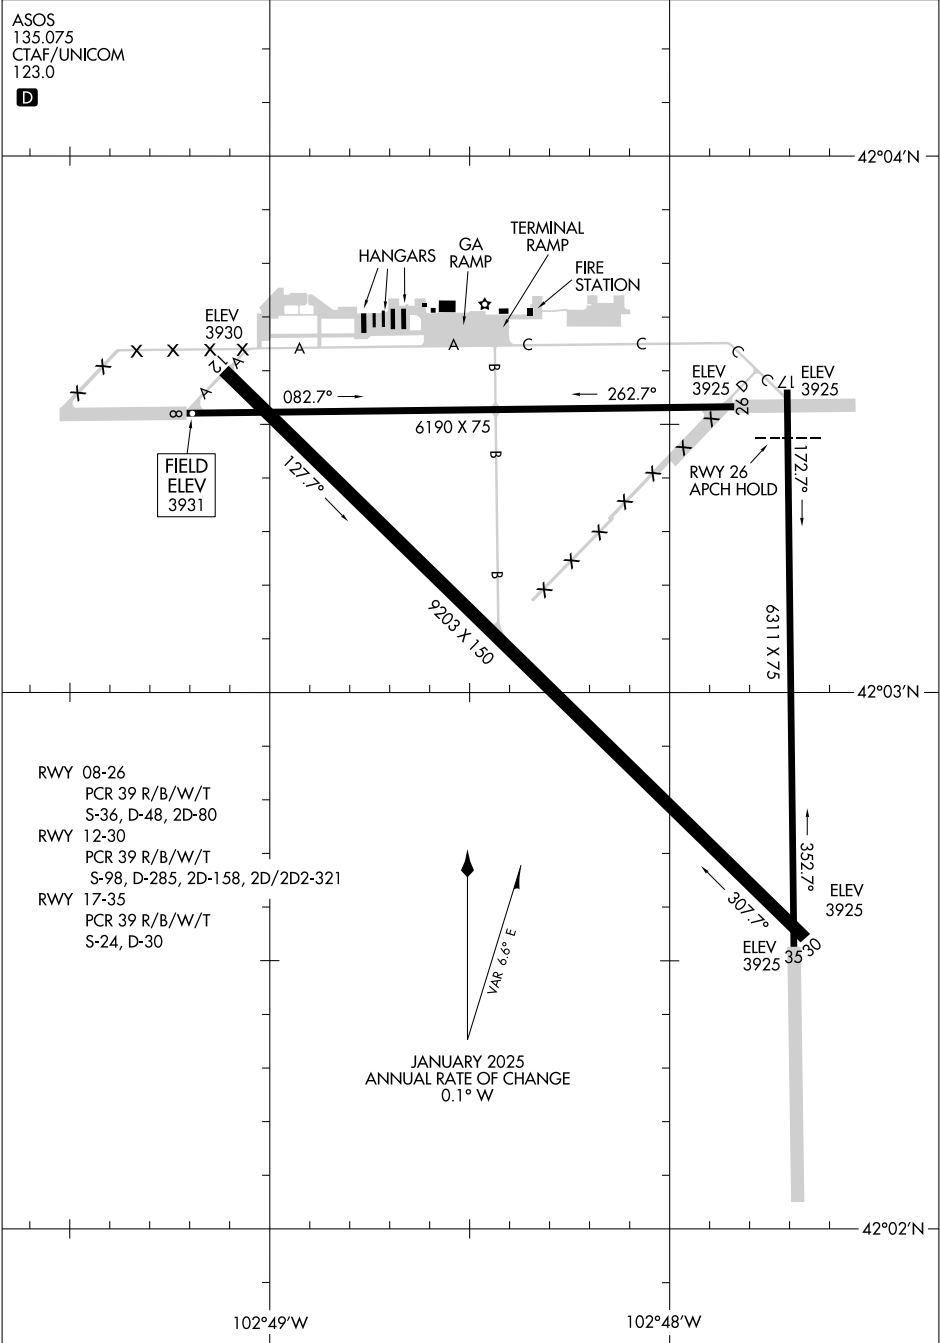 ASOS
135.075
CTAF/UNICOM
123.0
D
42°04'N
TERMINAL
RAMP
GA
RAMP
HANGARS
FIRE
STATION
ELEV
3930
X
X
X
X
X
X
A
A
C
C
C
C
A
A
12
B
ELEV
3925
D
17
ELEV
3925
082.7°
262.7°
26
8
6190 X 75
X
X
X
X
X
X
X
FIELD
ELEV
3931
127.7°
B
RWY 26
APCH HOLD
172.7°
B
9203 X 150
6311 X 75
42°03'N
RWY 08-26
PCR 39 R/B/W/T
S-36, D-48, 2D-80
RWY 12-30
PCR 39 R/B/W/T
S-98, D-285, 2D-158, 2D/2D2-321
RWY 17-35
PCR 39 R/B/W/T
S-24, D-30
352.7°
307.7°
ELEV
3925
ELEV
3925
35
30
VAR 6.6° E
JANUARY 2025
ANNUAL RATE OF CHANGE
0.1° W
42°02'N
102°49'W
102°48'W